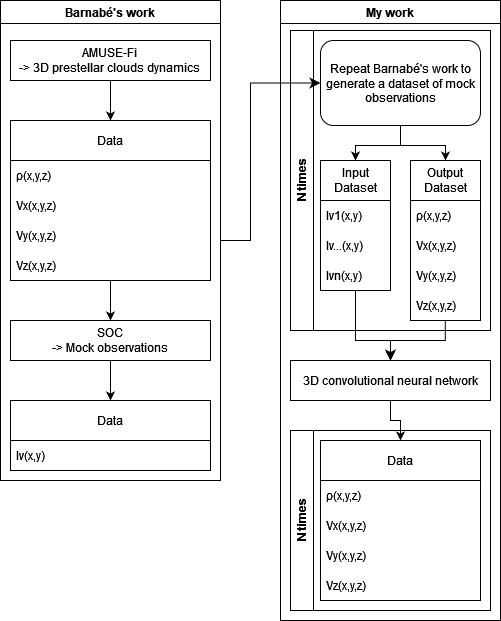 Barnabé's work
AMUSE-Fi
-> 3D prestellar clouds dynamics
Data
ρ(x,y,z)
Vx(x,y,z)
Vy(x,y,z)
Vz(x,y,z)
SOC
-> Mock observations
Data
Iv(x,y)
My work
N times
Repeat Barnabé's work to
generate a dataset of mock
observations
Input
Dataset
Iv1(x,y)
Iv...(x,y)
Ivn(x,y)
Output
Dataset
ρ(x,y,z)
Vx(x,y,z)
Vy(x,y,z)
Vz(x,y,z)
3D convolutional neural network
N times
Data
ρ(x,y,z)
Vx(x,y,z)
Vy(x,y,z)
Vz(x,y,z)